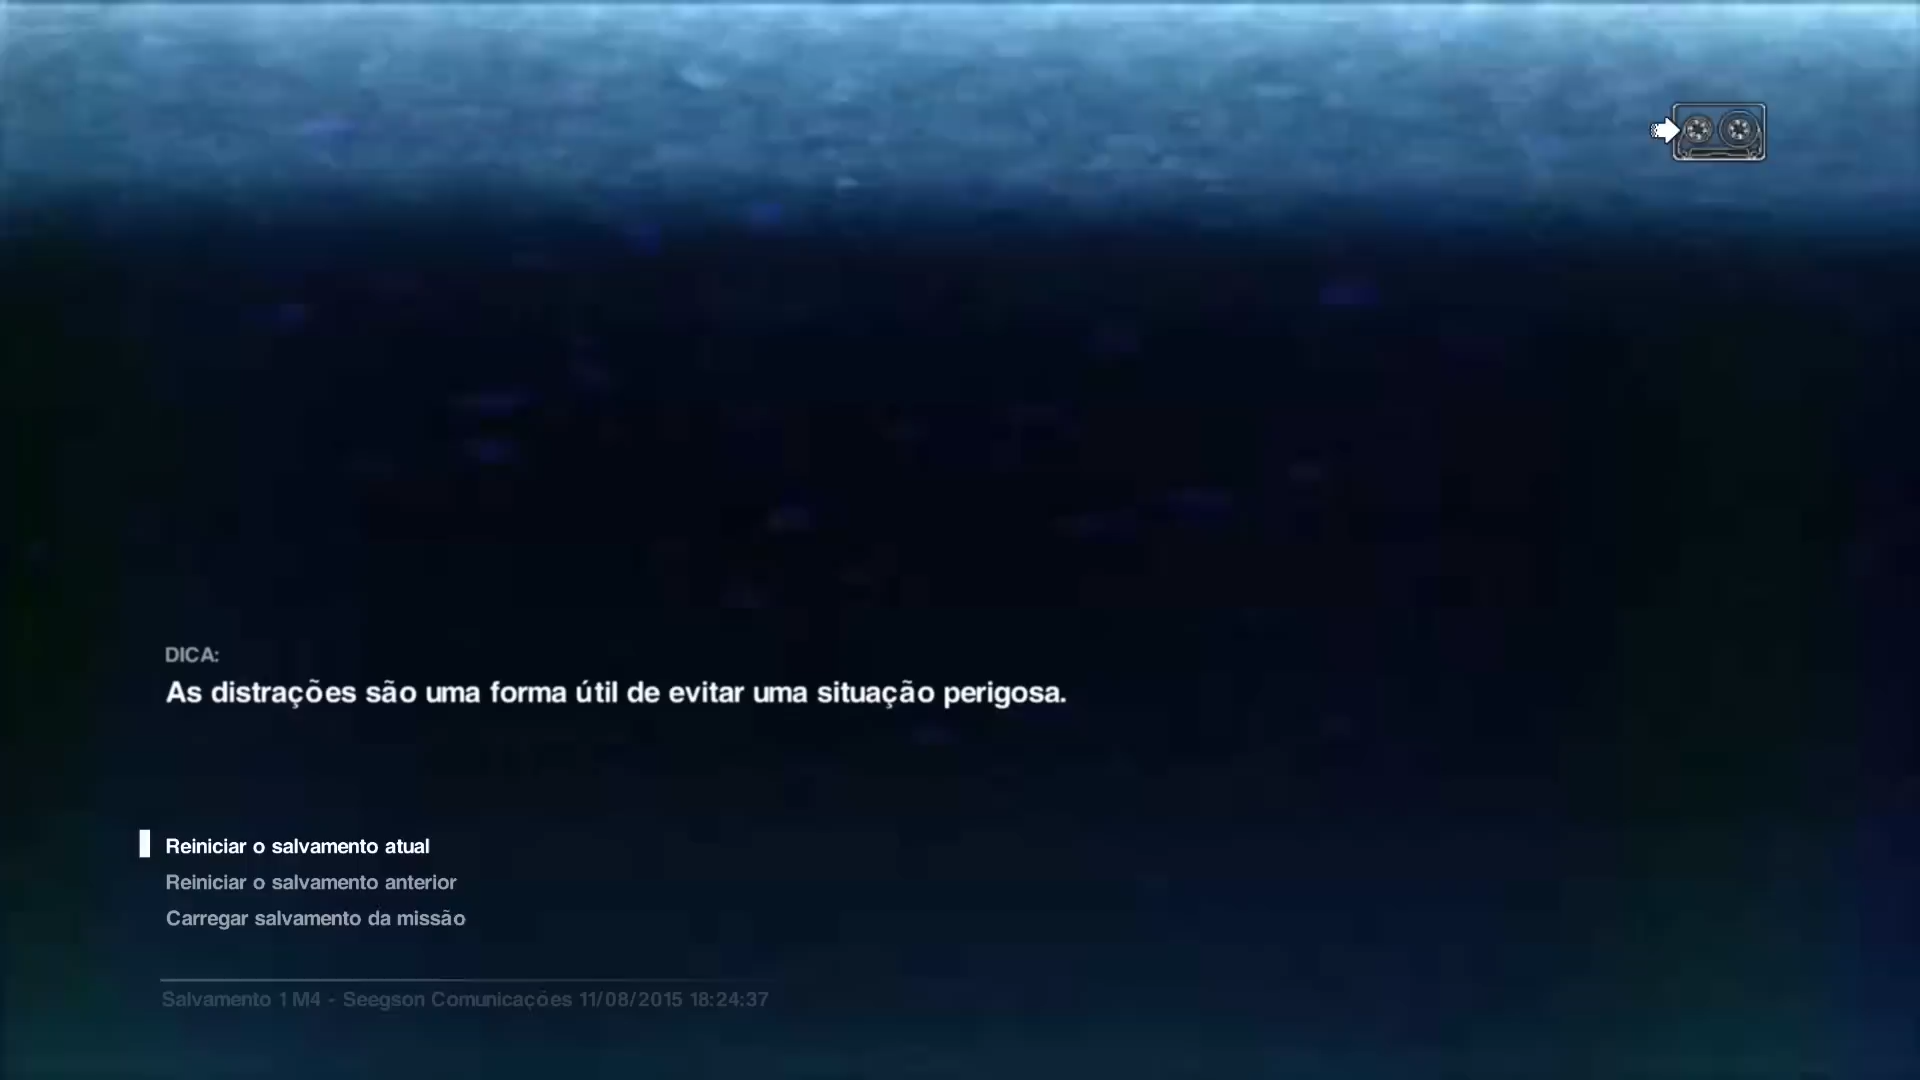 DICA:
As distrações são uma forma útil de evitar uma situação perigosa.
Reiniciar o salvamento atual
Reiniciar o salvamento anterior
Carregar salvamento da missão
Salvamento 1 M4 - Seegson Comunicações 11/08/2015 18:24:37